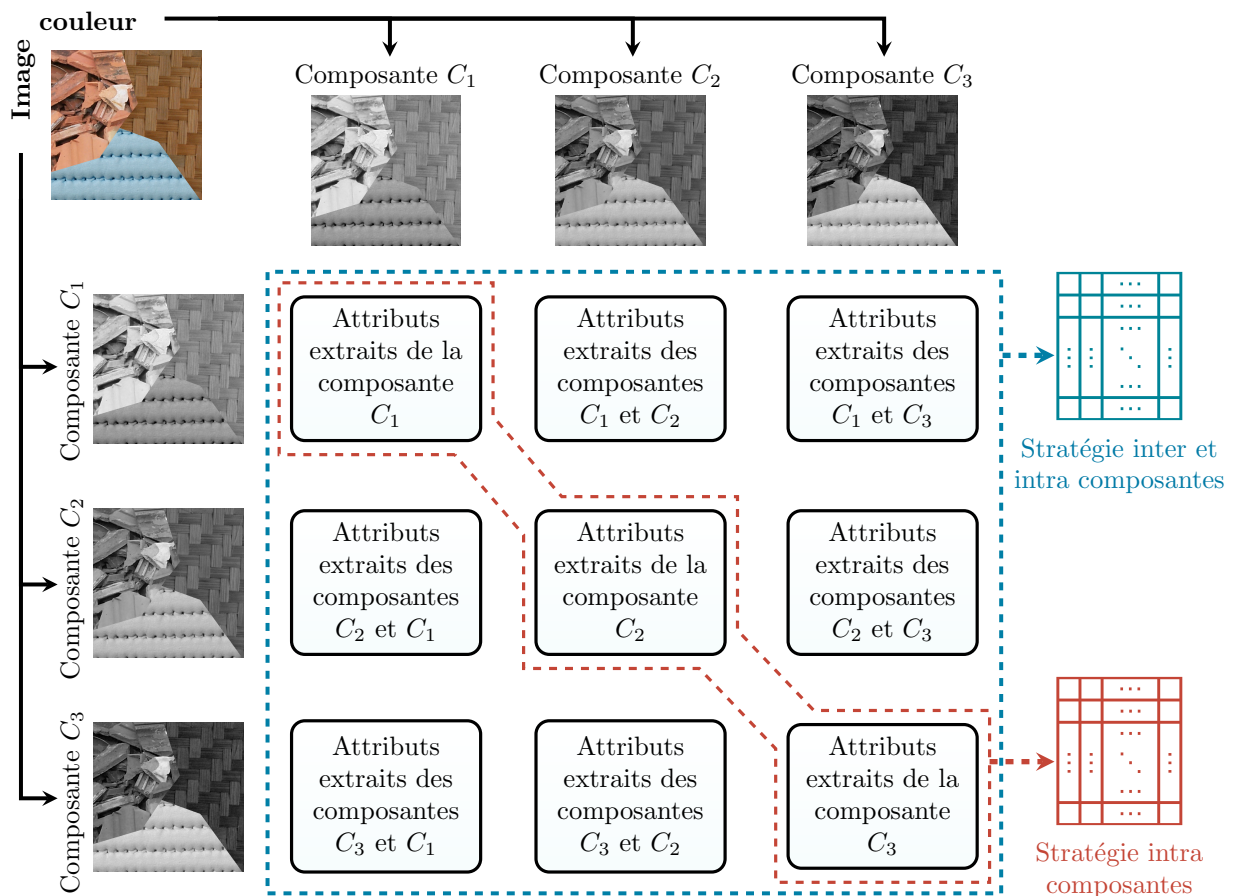 couleur
Image
Composante C₁
Composante C₂
Composante C₃
Composante C₁
Attributs
extraits de la
composante
C₁
Attributs
extraits des
composantes
C₁ et C₂
Attributs
extraits des
composantes
C₁ et C₃
Stratégie inter et
intra composantes
Composante C₂
Attributs
extraits des
composantes
C₂ et C₁
Attributs
extraits de la
composante
C₂
Attributs
extraits des
composantes
C₂ et C₃
Composante C₃
Attributs
extraits des
composantes
C₃ et C₁
Attributs
extraits des
composantes
C₃ et C₂
Attributs
extraits de la
composante
C₃
Stratégie intra
composantes